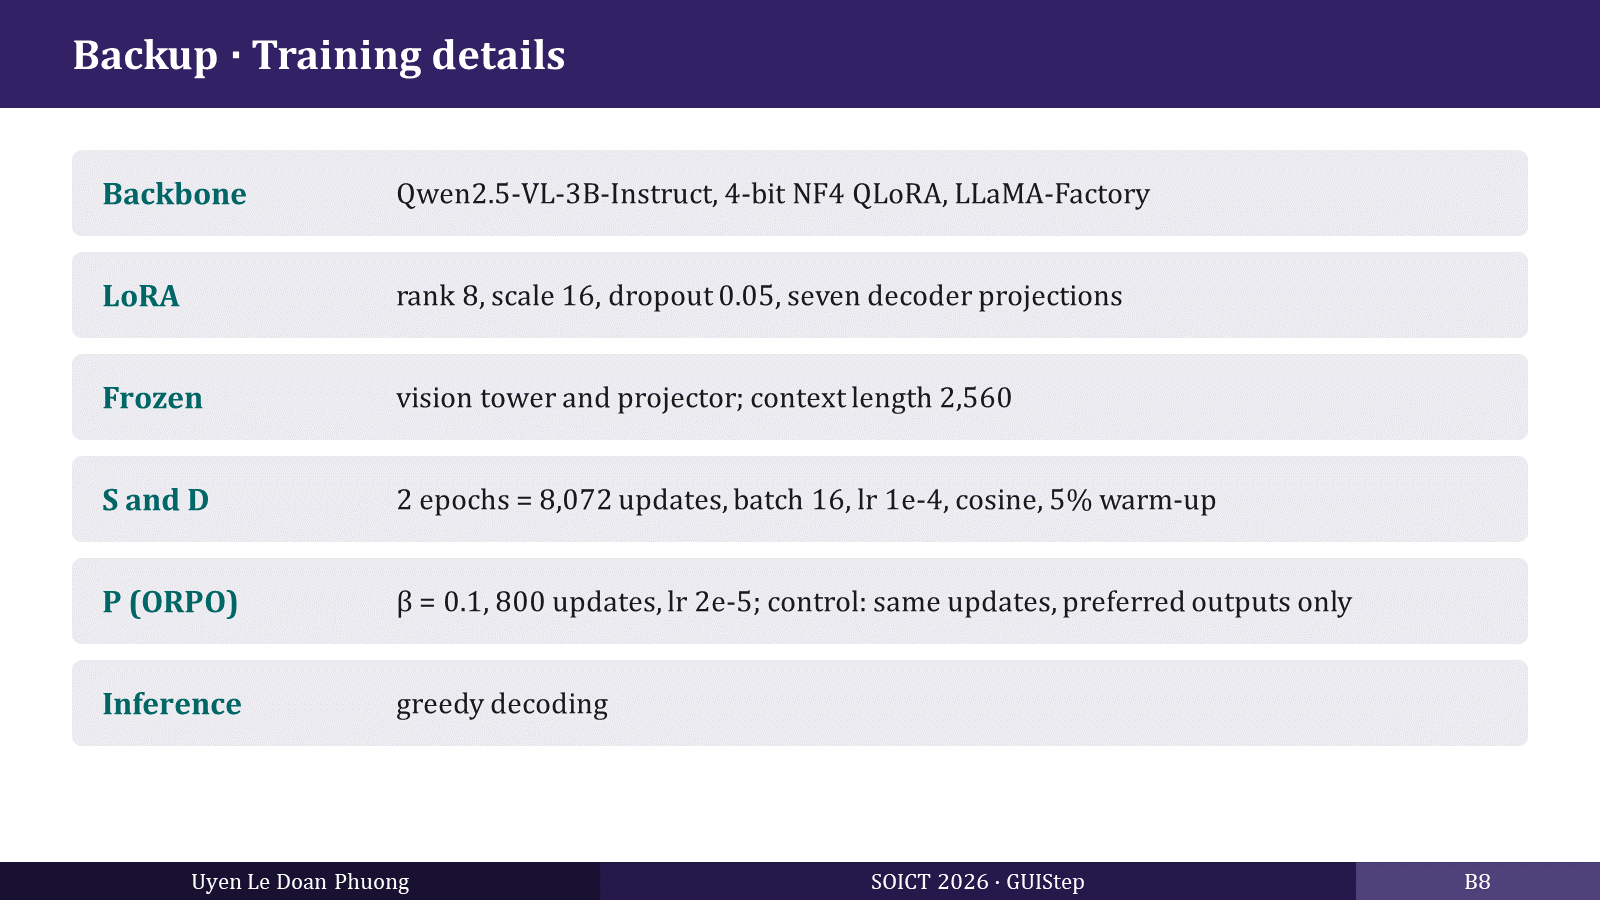 Backup · Training details
Backbone Qwen2.5-VL-3B-Instruct, 4-bit NF4 QLoRA, LLaMA-Factory
LoRA rank 8, scale 16, dropout 0.05, seven decoder projections
Frozen vision tower and projector; context length 2,560
S and D 2 epochs = 8,072 updates, batch 16, lr 1e-4, cosine, 5% warm-up
P (ORPO) β = 0.1, 800 updates, lr 2e-5; control: same updates, preferred outputs only
Inference greedy decoding
Uyen Le Doan Phuong SOICT 2026 · GUIStep B8